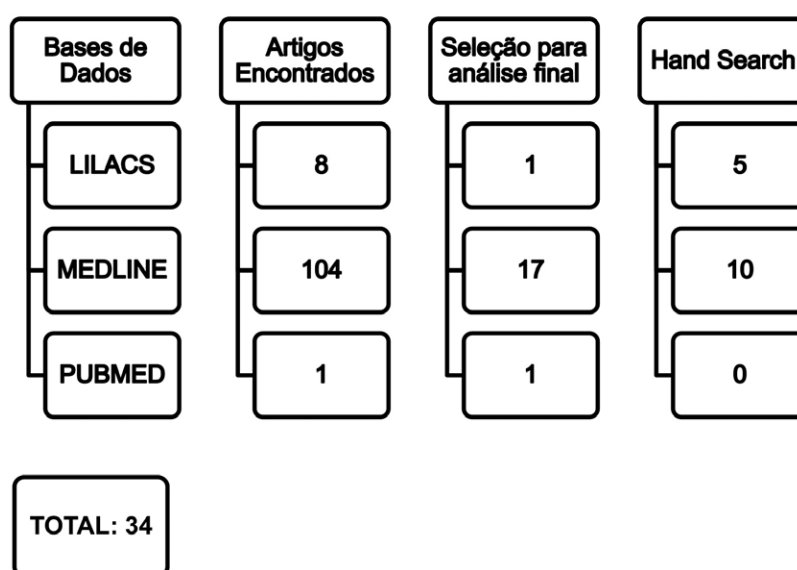 Bases de
Dados
LILACS
MEDLINE
PUBMED
Artigos
Encontrados
8
104
1
Seleção para
análise final
1
17
1
Hand Search
5
10
0
TOTAL: 34